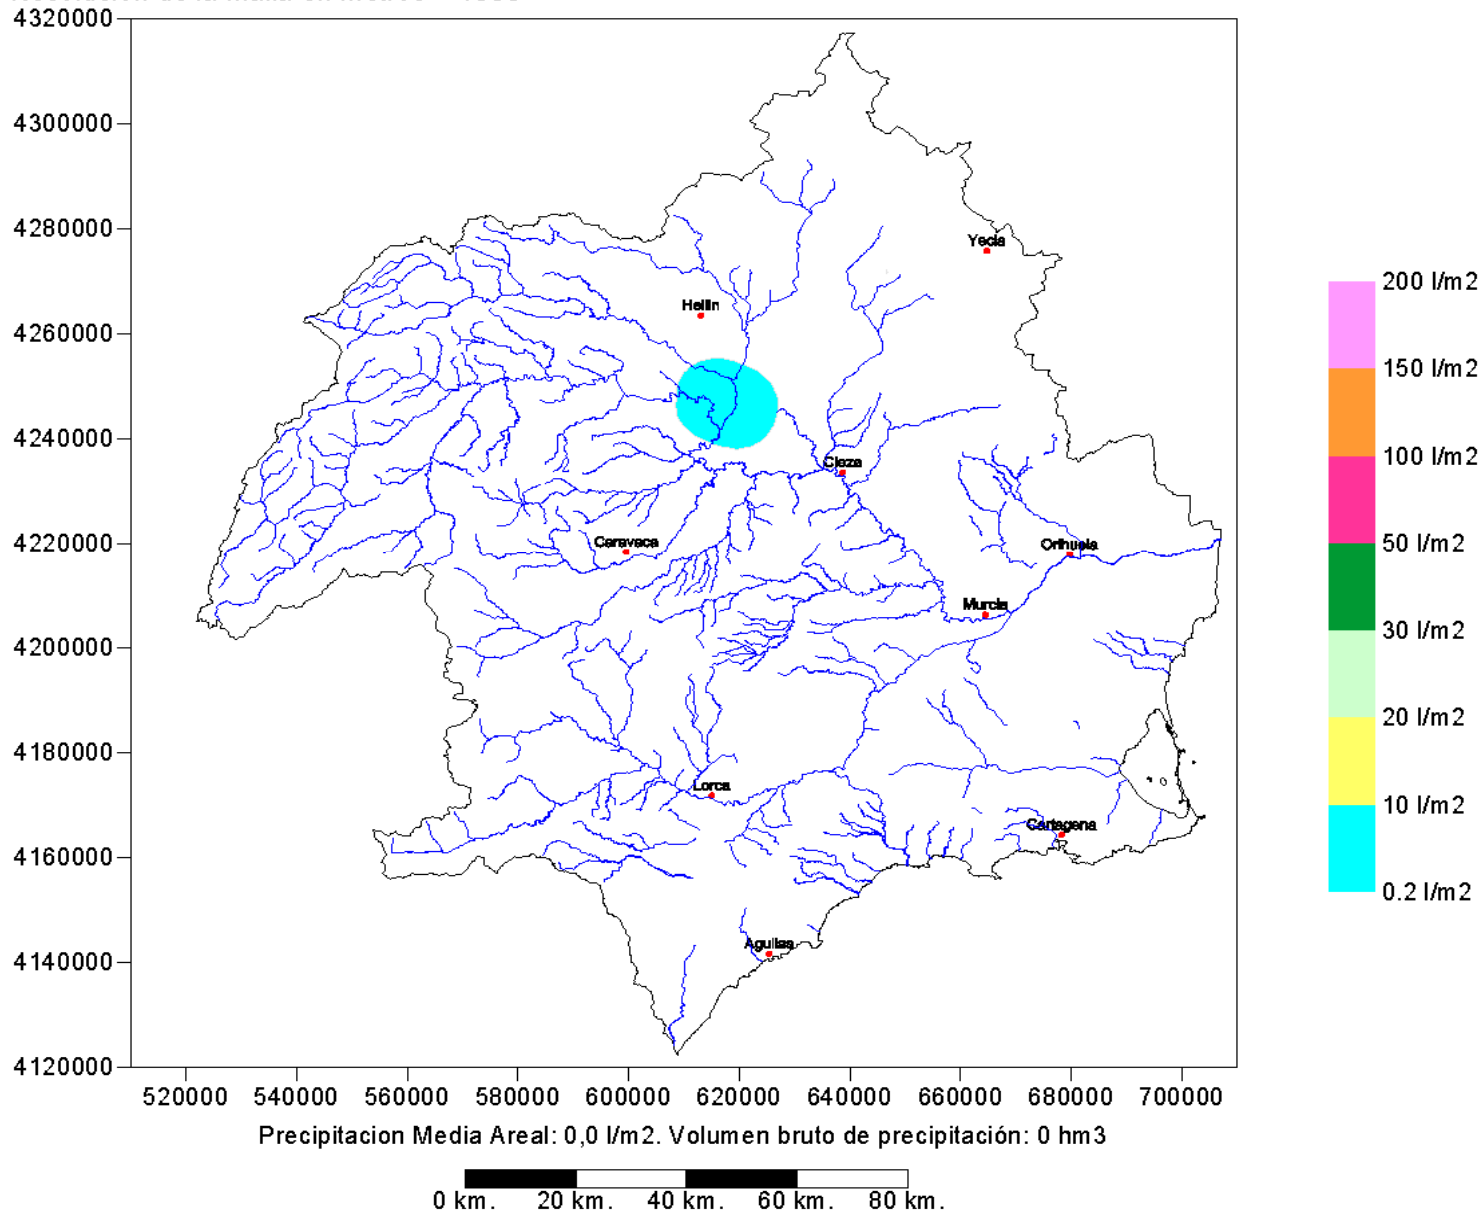 4320000
4300000
4280000
4260000
4240000
4220000
4200000
4180000
4160000
4140000
4120000
Yecla
Hellin
Cieza
Caravaca
Orihuela
Murcia
Lorca
Cartagena
Aguilas
200 l/m2
150 l/m2
100 l/m2
50 l/m2
30 l/m2
20 l/m2
10 l/m2
0.2 l/m2
520000 540000 560000 580000 600000 620000 640000 660000 680000 700000
Precipitacion Media Areal: 0,0 l/m2. Volumen bruto de precipitación: 0 hm3
0 km. 20 km. 40 km. 60 km. 80 km.